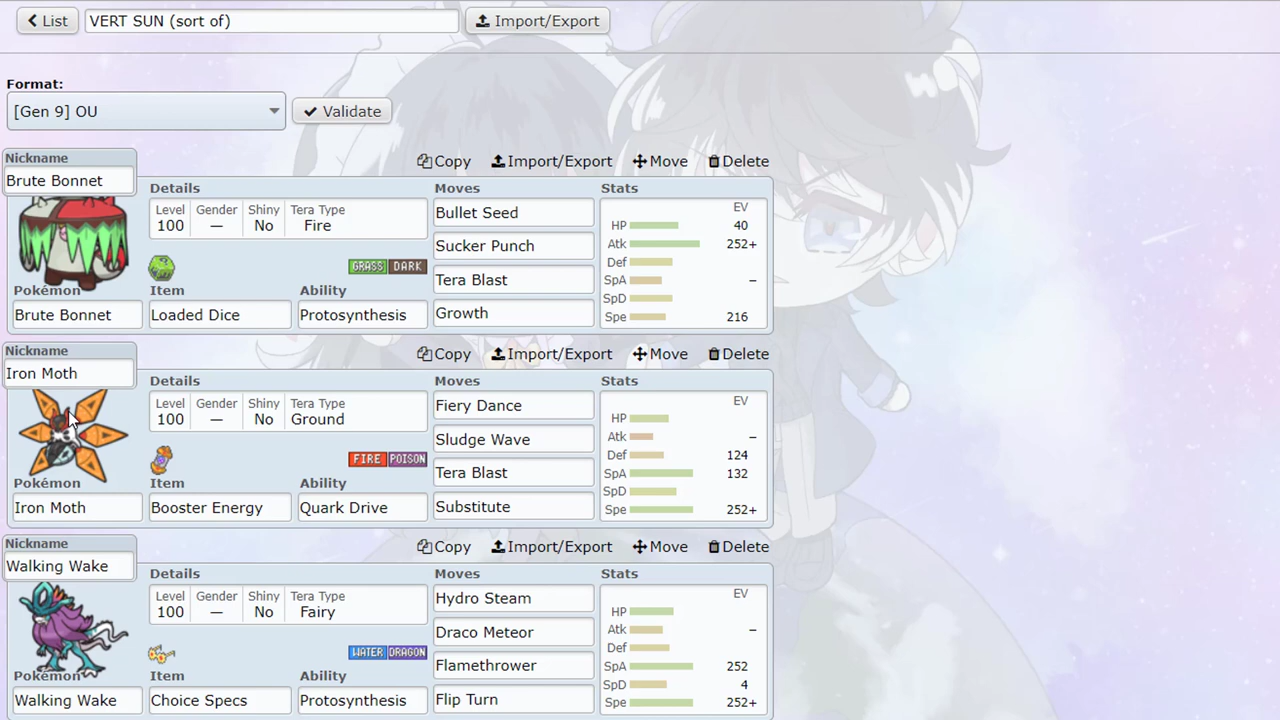 List
VERT SUN (sort of)
Import/Export
Format:
[Gen 9] OU
Validate
Nickname
Brute Bonnet
Copy Import/Export Move Delete
Details
Level Gender Shiny Tera Type
100 — No Fire
GRASS DARK
Pokémon Item Ability
Brute Bonnet Loaded Dice Protosynthesis
Moves
Bullet Seed
Sucker Punch
Tera Blast
Growth
Stats
EV
HP 40
Atk 252+
Def
SpA –
SpD
Spe 216
Nickname
Iron Moth
Copy Import/Export Move Delete
Details
Level Gender Shiny Tera Type
100 — No Ground
FIRE POISON
Pokémon Item Ability
Iron Moth Booster Energy Quark Drive
Moves
Fiery Dance
Sludge Wave
Tera Blast
Substitute
Stats
EV
HP
Atk –
Def 124
SpA 132
SpD
Spe 252+
Nickname
Walking Wake
Copy Import/Export Move Delete
Details
Level Gender Shiny Tera Type
100 — No Fairy
WATER DRAGON
Pokémon Item Ability
Walking Wake Choice Specs Protosynthesis
Moves
Hydro Steam
Draco Meteor
Flamethrower
Flip Turn
Stats
EV
HP
Atk –
Def
SpA 252
SpD 4
Spe 252+